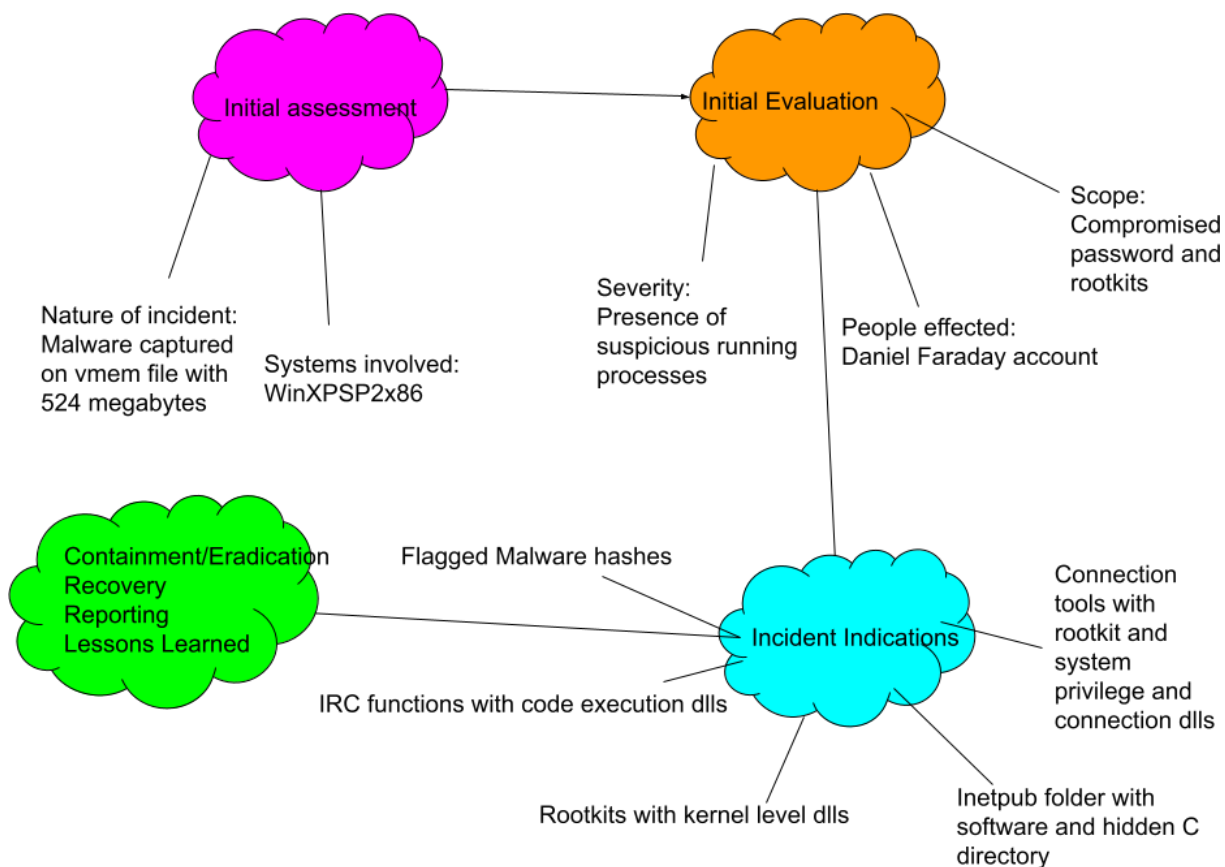 Initial assessment
Initial Evaluation
Nature of incident:
Malware captured
on vmem file with
524 megabytes
Systems involved:
WinXPSP2x86
Severity:
Presence of
suspicious running
processes
People effected:
Daniel Faraday account
Scope:
Compromised
password and
rootkits
Containment/Eradication
Recovery
Reporting
Lessons Learned
Flagged Malware hashes
IRC functions with code execution dlls
Rootkits with kernel level dlls
Incident Indications
Connection
tools with
rootkit and
system
privilege and
connection dlls
Inetpub folder with
software and hidden C
directory